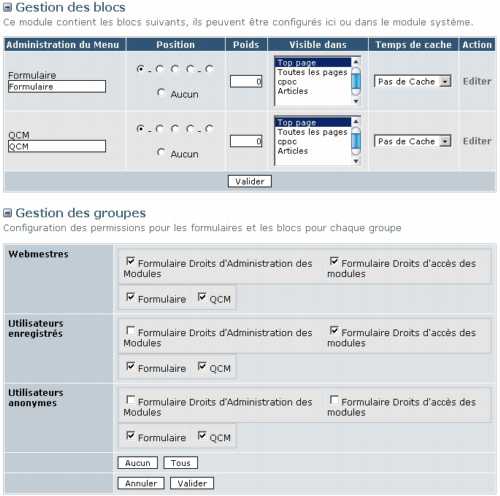 Gestion des blocs
Ce module contient les blocs suivants, ils peuvent être configurés ici ou dans le module système.
Administration du Menu Position Poids Visible dans Temps de cache Action
Formulaire
Formulaire
- -
Aucun
0
Top page
Toutes les pages
cpoc
Articles
Pas de Cache
Editer
QCM
QCM
- -
Aucun
0
Top page
Toutes les pages
cpoc
Articles
Pas de Cache
Editer
Valider
Gestion des groupes
Configuration des permissions pour les formulaires et les blocs pour chaque groupe
Webmestres
Formulaire Droits d'Administration des
Modules
Formulaire Droits d'accès des
modules
Formulaire QCM
Utilisateurs
enregistrés
Formulaire Droits d'Administration des
Modules
Formulaire Droits d'accès des
modules
Formulaire QCM
Utilisateurs
anonymes
Formulaire Droits d'Administration des
Modules
Formulaire Droits d'accès des
modules
Formulaire QCM
Aucun Tous
Annuler Valider